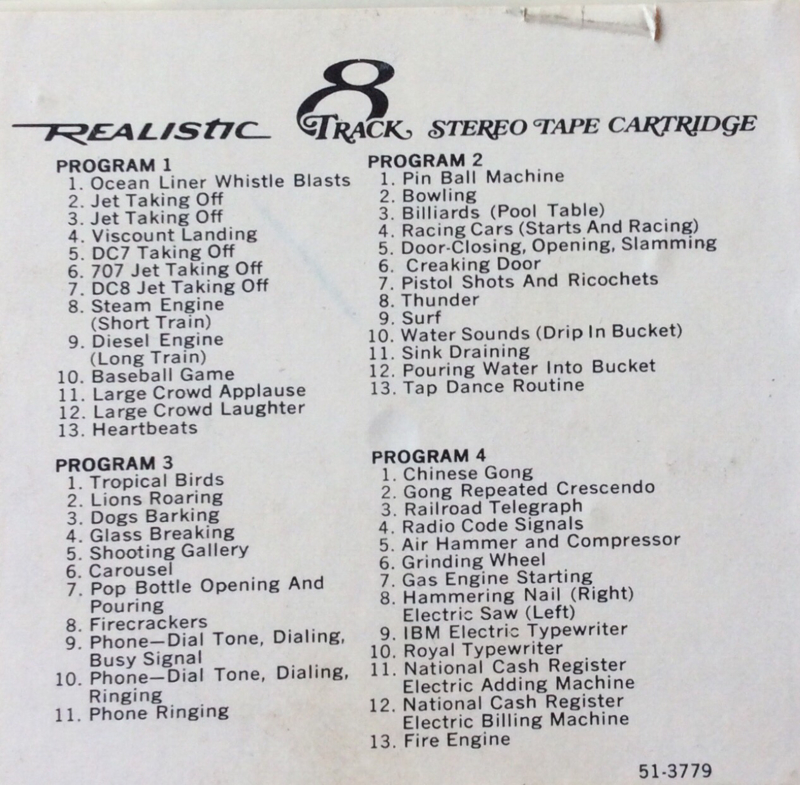 REALISTIC 8 TRACK STEREO TAPE CARTRIDGE
PROGRAM 1
1. Ocean Liner Whistle Blasts
2. Jet Taking Off
3. Jet Taking Off
4. Viscount Landing
5. DC7 Taking Off
6. 707 Jet Taking Off
7. DC8 Jet Taking Off
8. Steam Engine
(Short Train)
9. Diesel Engine
(Long Train)
10. Baseball Game
11. Large Crowd Applause
12. Large Crowd Laughter
13. Heartbeats
PROGRAM 2
1. Pin Ball Machine
2. Bowling
3. Billiards (Pool Table)
4. Racing Cars (Starts And Racing)
5. Door-Closing, Opening, Slamming
6. Creaking Door
7. Pistol Shots And Ricochets
8. Thunder
9. Surf
10. Water Sounds (Drip In Bucket)
11. Sink Draining
12. Pouring Water Into Bucket
13. Tap Dance Routine
PROGRAM 3
1. Tropical Birds
2. Lions Roaring
3. Dogs Barking
4. Glass Breaking
5. Shooting Gallery
6. Carousel
7. Pop Bottle Opening And
Pouring
8. Firecrackers
9. Phone—Dial Tone, Dialing,
Busy Signal
10. Phone—Dial Tone, Dialing,
Ringing
11. Phone Ringing
PROGRAM 4
1. Chinese Gong
2. Gong Repeated Crescendo
3. Railroad Telegraph
4. Radio Code Signals
5. Air Hammer and Compressor
6. Grinding Wheel
7. Gas Engine Starting
8. Hammering Nail (Right)
Electric Saw (Left)
9. IBM Electric Typewriter
10. Royal Typewriter
11. National Cash Register
Electric Adding Machine
12. National Cash Register
Electric Billing Machine
13. Fire Engine
51-3779